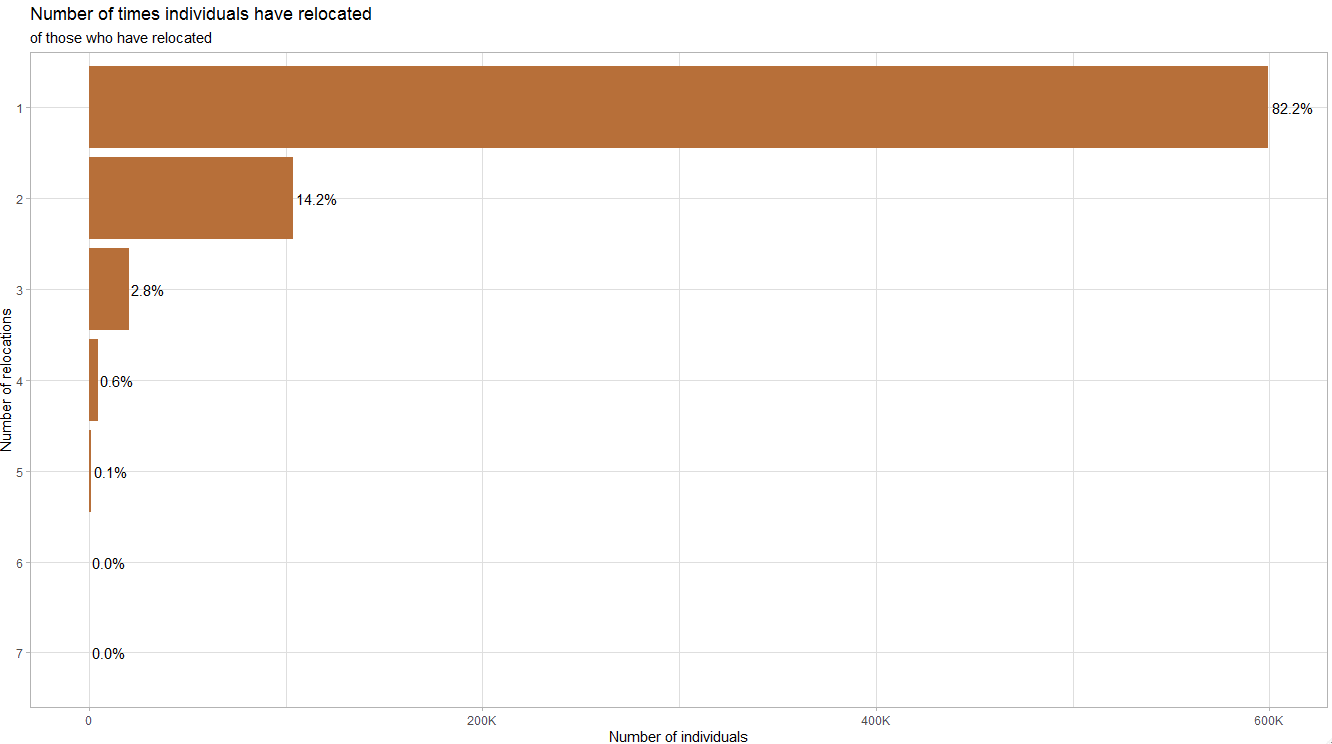 Number of times individuals have relocated
of those who have relocated
1
82.2%
2
14.2%
3
2.8%
Number of relocations
4
0.6%
5
0.1%
6
0.0%
7
0.0%
0
200K
400K
600K
Number of individuals